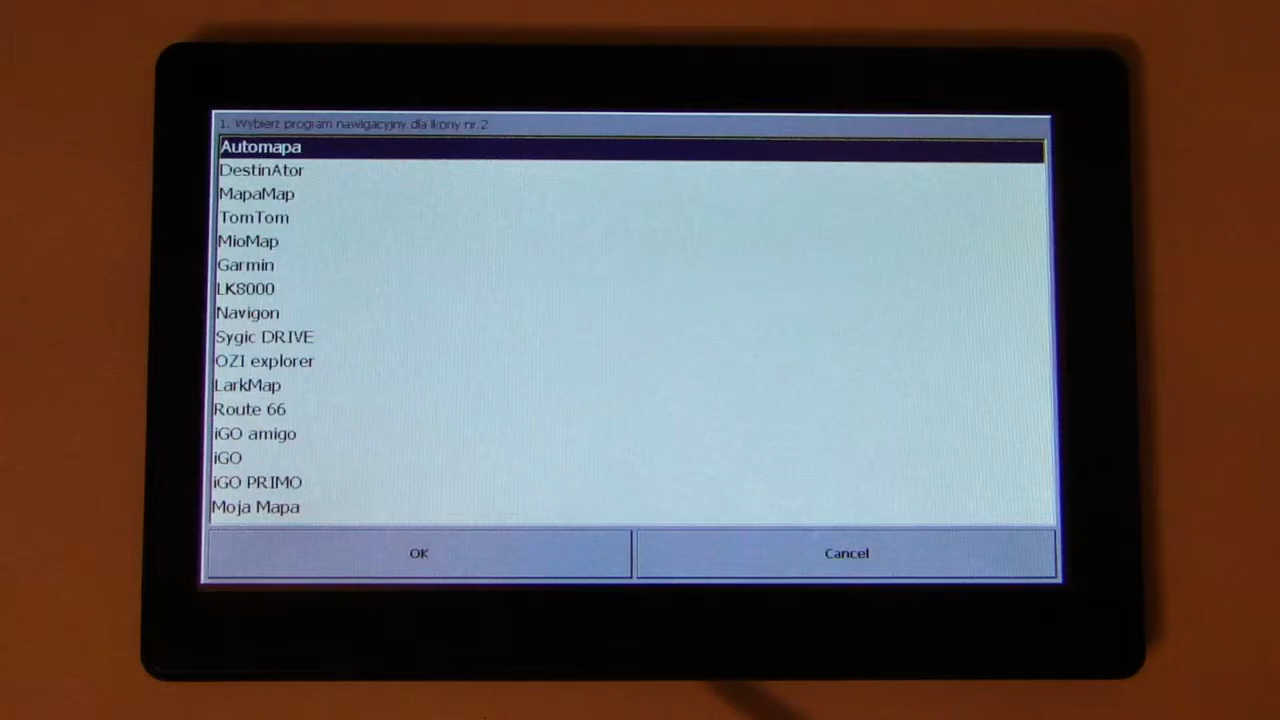 1. Wybierz program nawigacyjny dla ikony nr.2
Automapa
DestinAtor
MapaMap
TomTom
MioMap
Garmin
LK8000
Navigon
Sygic DRIVE
OZI explorer
LarkMap
Route 66
iGO amigo
iGO
iGO PRIMO
Moja Mapa
OK
Cancel